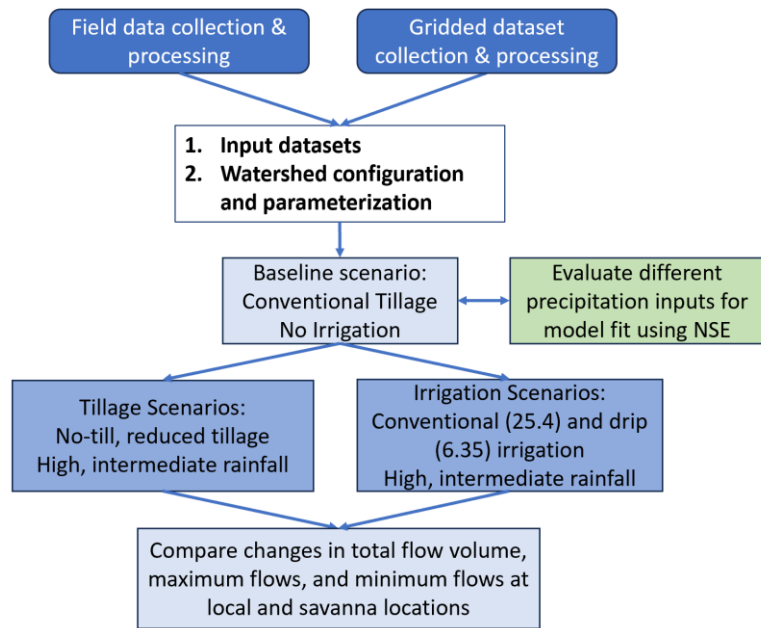 Field data collection &
processing
Gridded dataset
collection & processing
1. Input datasets
2. Watershed configuration
and parameterization
Baseline scenario:
Conventional Tillage
No Irrigation
Evaluate different
precipitation inputs for
model fit using NSE
Tillage Scenarios:
No-till, reduced tillage
High, intermediate rainfall
Irrigation Scenarios:
Conventional (25.4) and drip
(6.35) irrigation
High, intermediate rainfall
Compare changes in total flow volume,
maximum flows, and minimum flows at
local and savanna locations